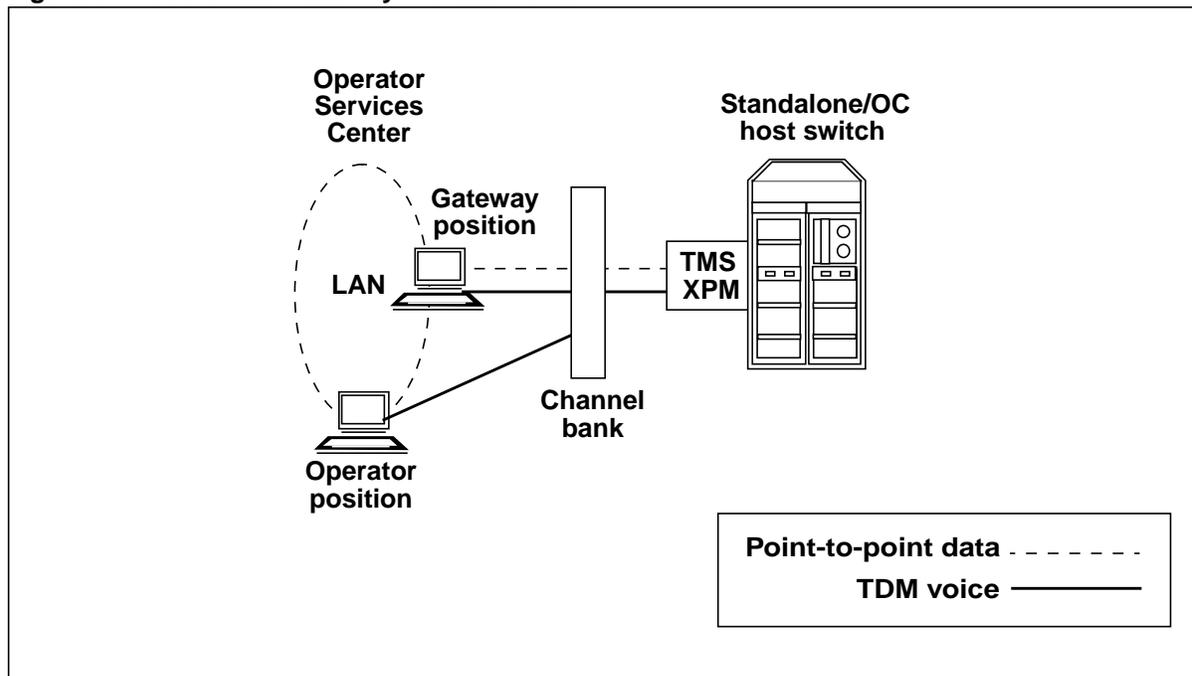 Operator
Services
Center
Standalone/OC
host switch
Gateway
position
LAN
TMS
XPM
Channel
bank
Operator
position
Point-to-point data
TDM voice